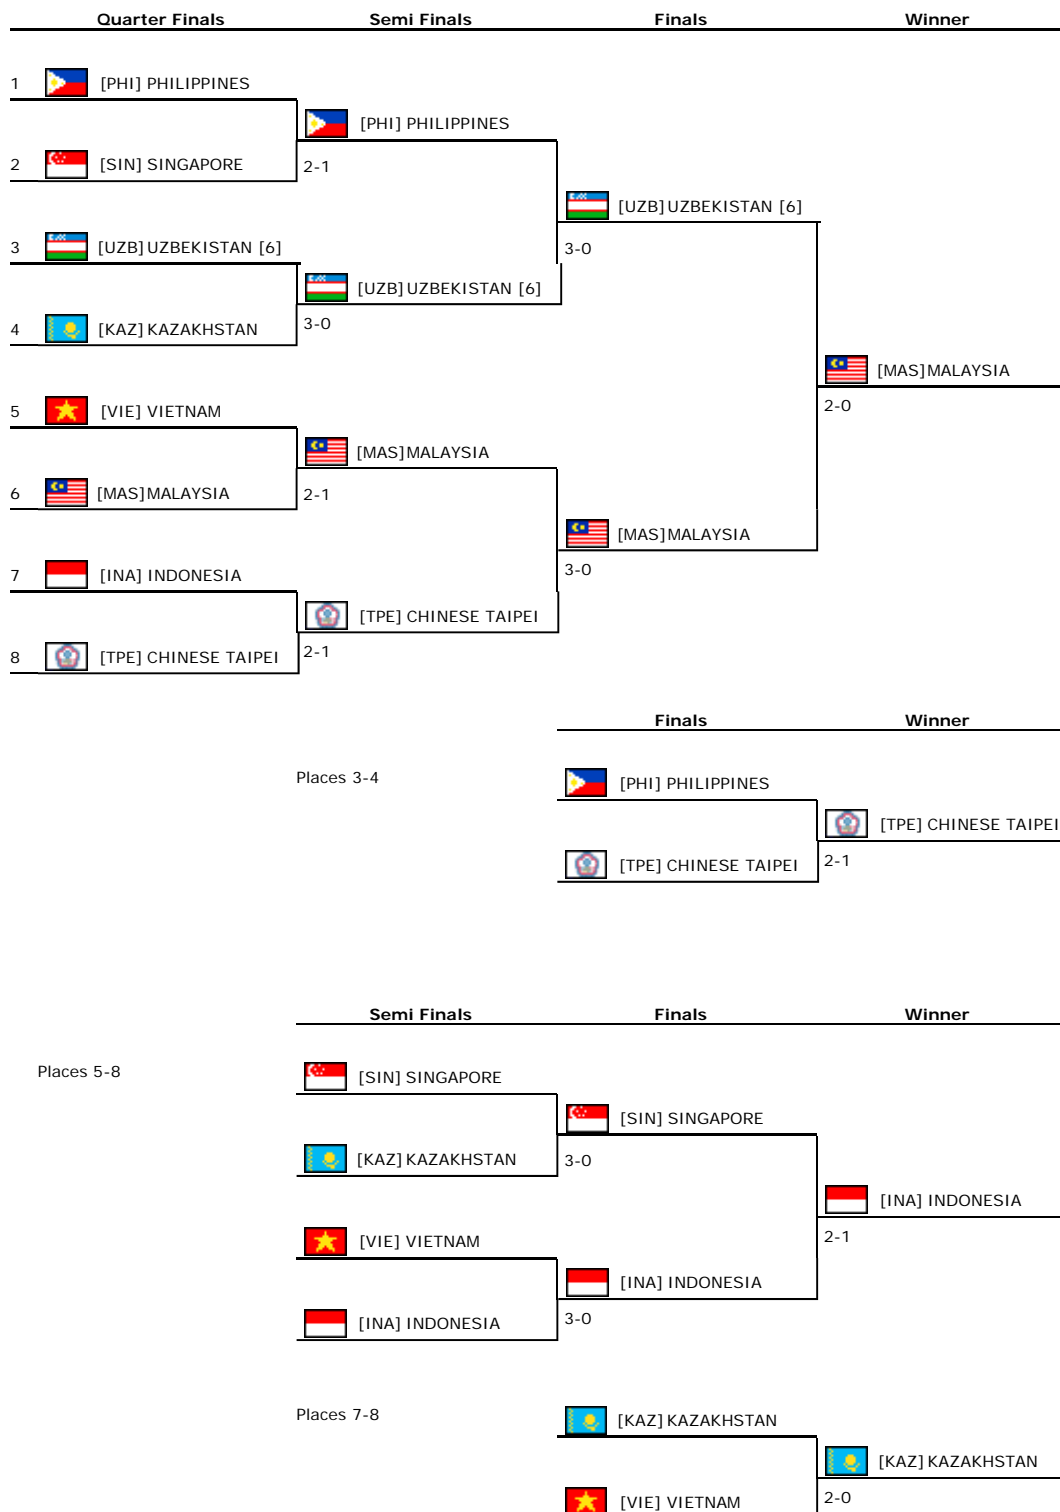 Quarter Finals Semi Finals Finals Winner
1 [PHI] PHILIPPINES
[PHI] PHILIPPINES
2 [SIN] SINGAPORE 2-1
[UZB] UZBEKISTAN [6]
3 [UZB] UZBEKISTAN [6] 3-0
[UZB] UZBEKISTAN [6]
4 [KAZ] KAZAKHSTAN 3-0
[MAS] MALAYSIA
5 [VIE] VIETNAM 2-0
[MAS] MALAYSIA
6 [MAS] MALAYSIA 2-1
[MAS] MALAYSIA
7 [INA] INDONESIA 3-0
[TPE] CHINESE TAIPEI
8 [TPE] CHINESE TAIPEI 2-1
Finals Winner
Places 3-4 [PHI] PHILIPPINES
[TPE] CHINESE TAIPEI
[TPE] CHINESE TAIPEI 2-1
Semi Finals Finals Winner
Places 5-8 [SIN] SINGAPORE
[SIN] SINGAPORE
[KAZ] KAZAKHSTAN 3-0
[INA] INDONESIA
[VIE] VIETNAM 2-1
[INA] INDONESIA
[INA] INDONESIA 3-0
Places 7-8 [KAZ] KAZAKHSTAN
[KAZ] KAZAKHSTAN
[VIE] VIETNAM 2-0